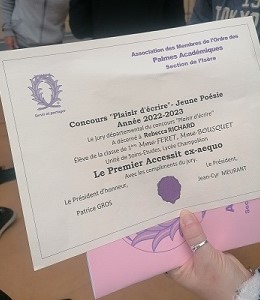 Association des Membres de l'Ordre des
Palmes Académiques
Section de l'Isère
Servir et partager
Concours "Plaisir d'écrire" - Jeune Poésie
Année 2022-2023
Le jury départemental du concours "Plaisir d'écrire"
A décerné à Rebecca RICHARD
Élève de la classe de 1ère Mme FERET, Mme BOUSQUET
Unité de Soins-Etudes, Lycée Champollion
Le Premier Accessit ex-aequo
Avec les compliments du jury,
Le Président d'honneur,
Le Président,
Patrice GROS
Jean-Cyr MEURANT